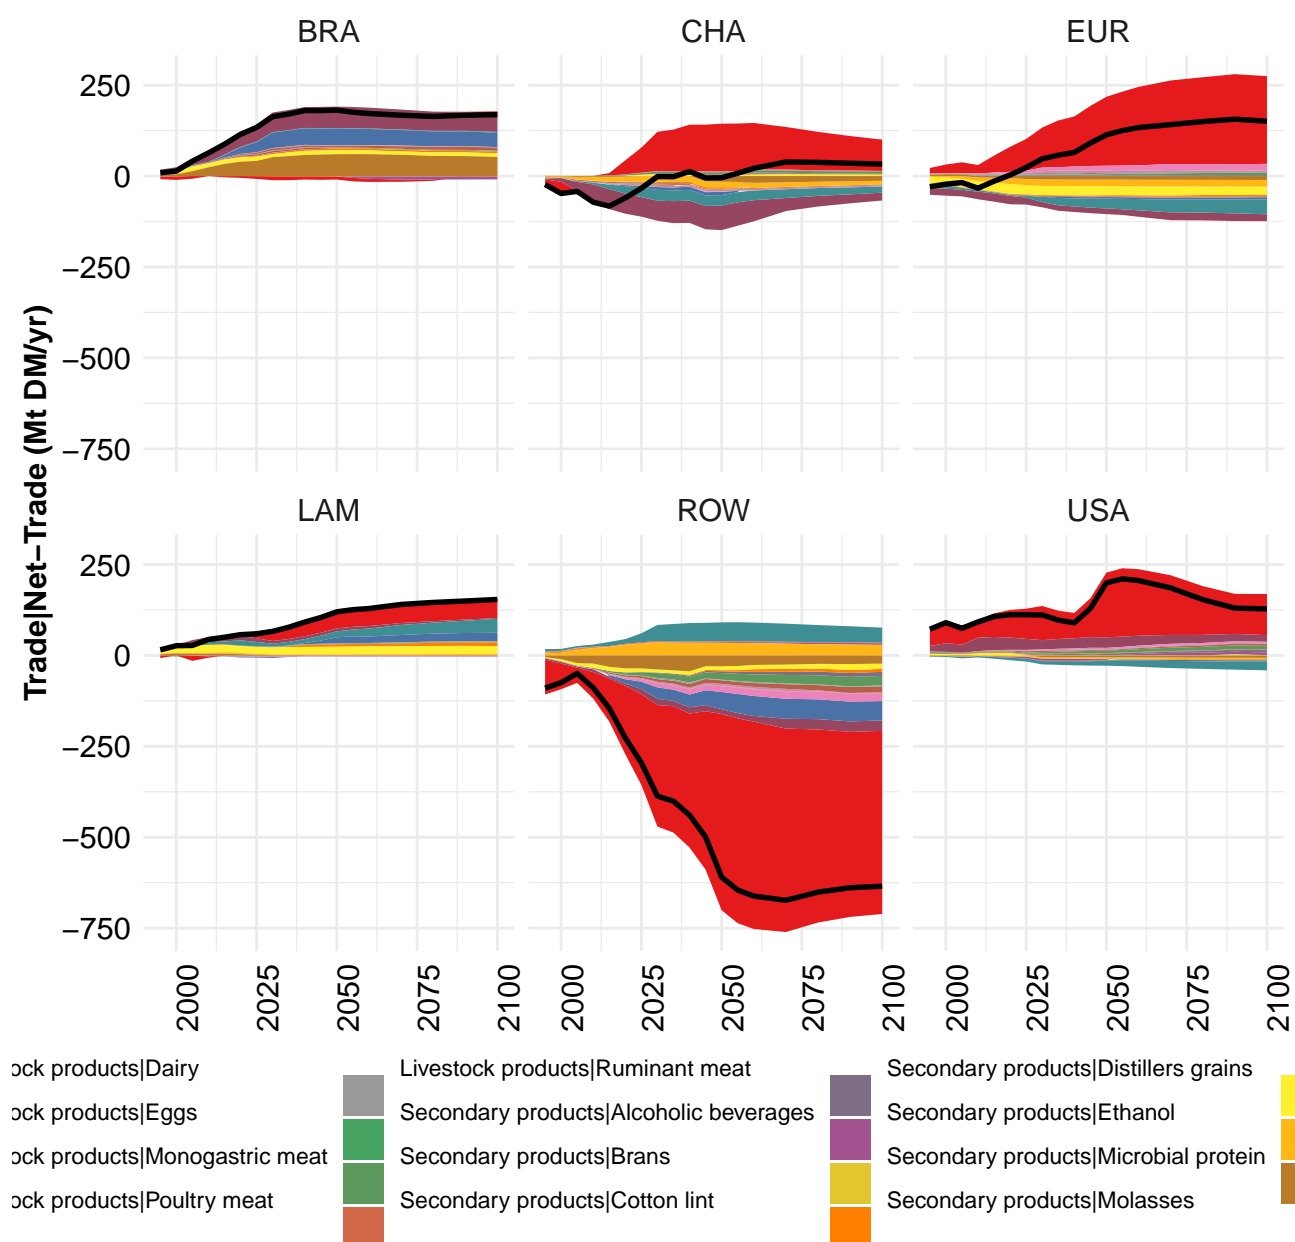 BRA CHA EUR
250
0
−250
−500
−750
Trade|Net−Trade (Mt DM/yr)
LAM ROW USA
250
0
−250
−500
−750
2000 2025 2050 2075 2100 2000 2025 2050 2075 2100 2000 2025 2050 2075 2100
ock products|Dairy Livestock products|Ruminant meat Secondary products|Distillers grains
ock products|Eggs Secondary products|Alcoholic beverages Secondary products|Ethanol
ock products|Monogastric meat Secondary products|Brans Secondary products|Microbial protein
ock products|Poultry meat Secondary products|Cotton lint Secondary products|Molasses